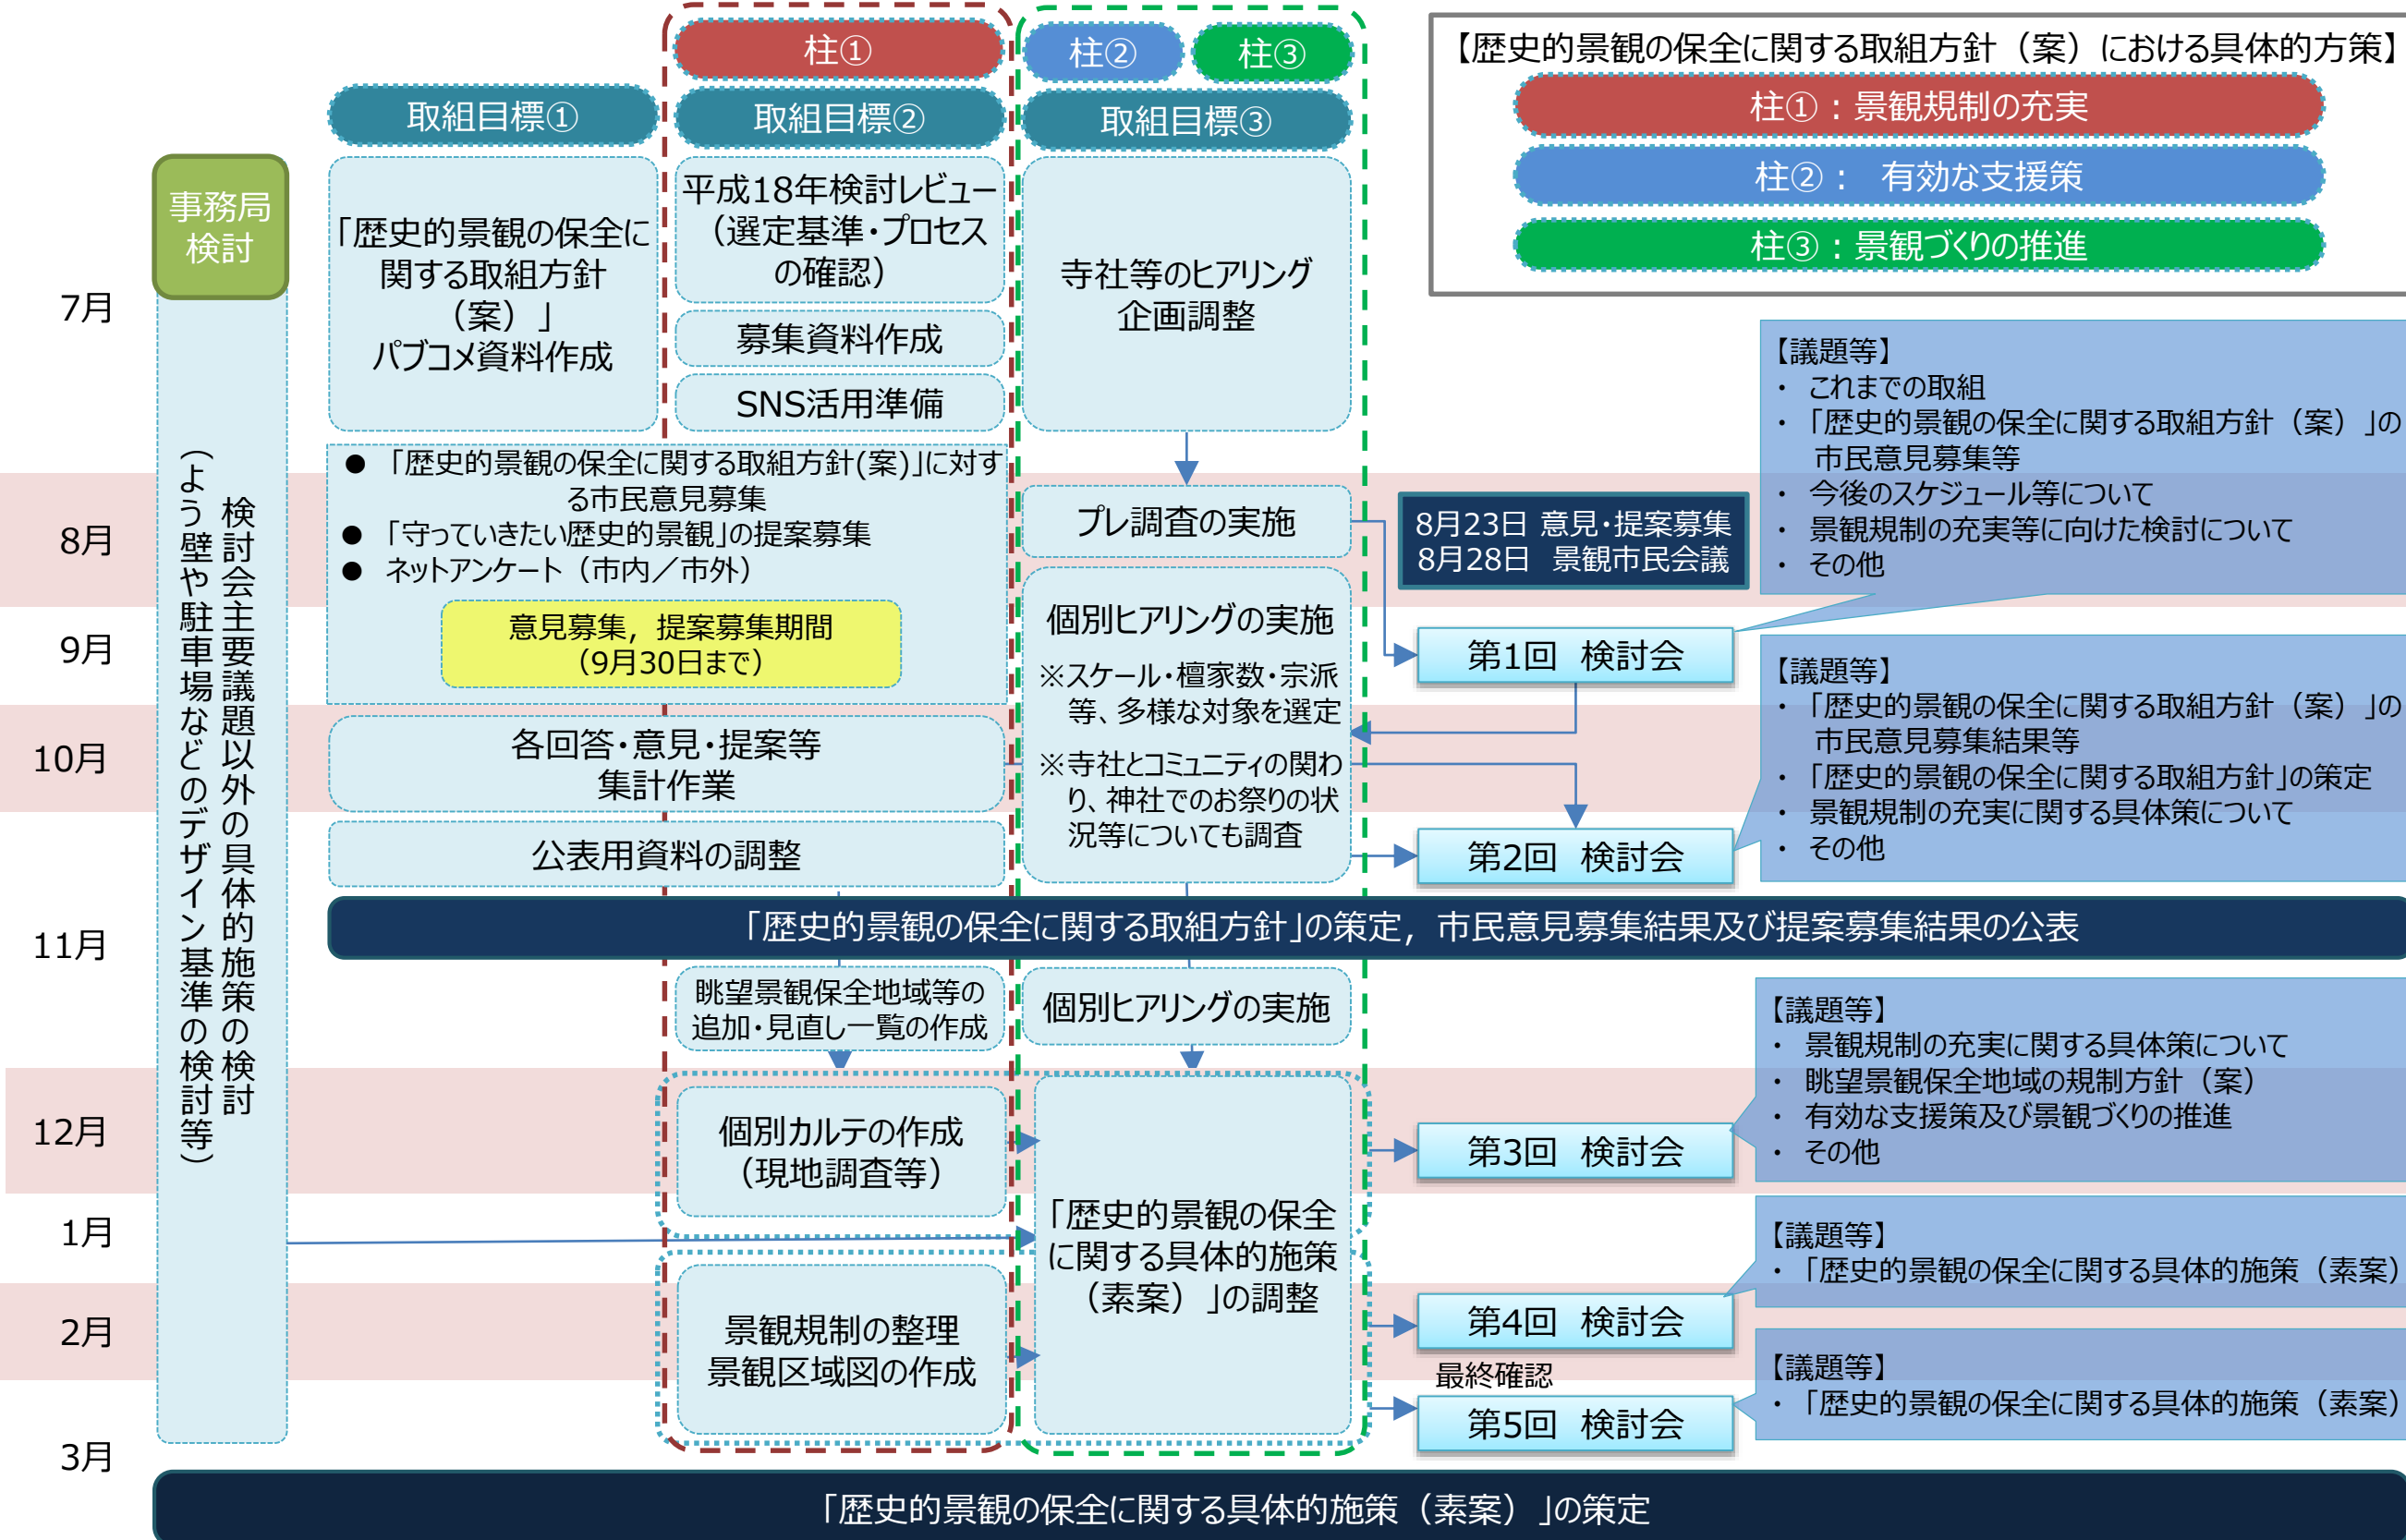 柱①
柱②
柱③
取組目標①
取組目標②
取組目標③
【歴史的景観の保全に関する取組方針（案）における具体的方策】
柱①：景観規制の充実
柱②：　有効な支援策
柱③：景観づくりの推進
事務局
検討
検討会主要議題以外の具体的施策の検討
（よう壁や駐車場などのデザイン基準の検討等）
7月
8月
9月
10月
11月
12月
1月
2月
3月
「歴史的景観の保全に
関する取組方針
（案）」
パブコメ資料作成
平成18年検討レビュー
（選定基準・プロセス
の確認）
募集資料作成
SNS活用準備
寺社等のヒアリング
企画調整
● 「歴史的景観の保全に関する取組方針(案)」に対す
る市民意見募集
● 「守っていきたい歴史的景観」の提案募集
● ネットアンケート（市内／市外）
意見募集，提案募集期間
（9月30日まで）
プレ調査の実施
個別ヒアリングの実施
※スケール・檀家数・宗派
等、多様な対象を選定
※寺社とコミュニティの関わ
り、神社でのお祭りの状
況等についても調査
8月23日 意見・提案募集
8月28日　景観市民会議
第1回　検討会
【議題等】
・ これまでの取組
・ 「歴史的景観の保全に関する取組方針（案）」の
市民意見募集等
・ 今後のスケジュール等について
・ 景観規制の充実等に向けた検討について
・ その他
各回答・意見・提案等
集計作業
公表用資料の調整
第2回　検討会
【議題等】
・ 「歴史的景観の保全に関する取組方針（案）」の
市民意見募集結果等
・ 「歴史的景観の保全に関する取組方針」の策定
・ 景観規制の充実に関する具体策について
・ その他
「歴史的景観の保全に関する取組方針」の策定，市民意見募集結果及び提案募集結果の公表
眺望景観保全地域等の
追加・見直し一覧の作成
個別ヒアリングの実施
個別カルテの作成
（現地調査等）
景観規制の整理
景観区域図の作成
「歴史的景観の保全
に関する具体的施策
（素案）」の調整
第3回　検討会
【議題等】
・ 景観規制の充実に関する具体策について
・ 眺望景観保全地域の規制方針（案）
・ 有効な支援策及び景観づくりの推進
・ その他
第4回　検討会
【議題等】
・「歴史的景観の保全に関する具体的施策（素案）
最終確認
第5回　検討会
【議題等】
・「歴史的景観の保全に関する具体的施策（素案）
「歴史的景観の保全に関する具体的施策（素案）」の策定